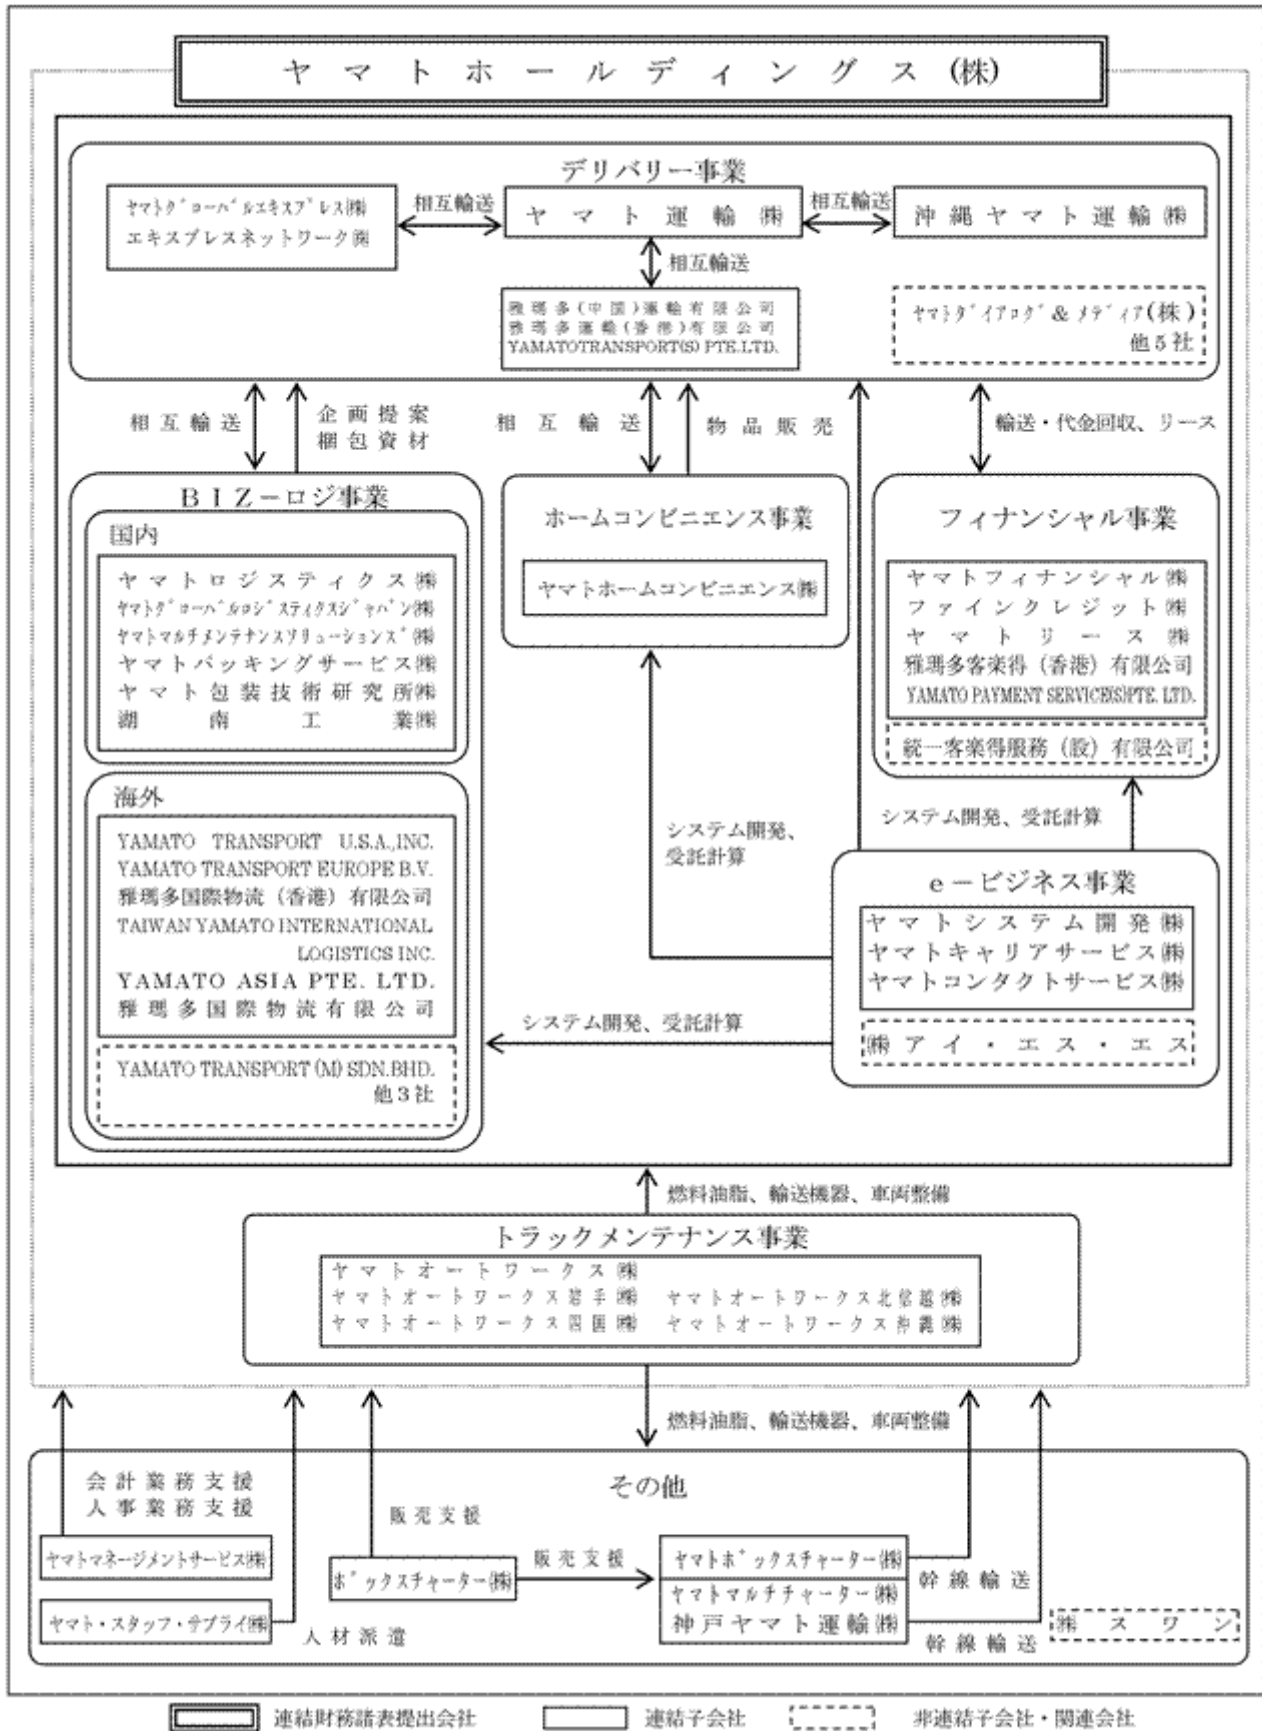 ヤマトホールディングス(株)
デリバリー事業
ヤマトグローバルエキスプレス㈱
エキスプレスネットワーク㈱
相互輸送
ヤマト運輸㈱
相互輸送
沖縄ヤマト運輸㈱
相互輸送
雅瑪多(中国)運輸有限公司
雅瑪多運輸(香港)有限公司
YAMATOTRANSPORT(S) PTE.LTD.
ヤマトダイアログ&メディア(株)
他5社
相互輸送
企画提案
梱包資材
相互輸送
物品販売
輸送・代金回収、リース
BIZ-ロジ事業
国内
ヤマトロジスティクス㈱
ヤマトグローバルロジスティクスジャパン㈱
ヤマトマルチメンテナンスソリューションズ㈱
ヤマトパッキングサービス㈱
ヤマト包装技術研究所㈱
湖南工業㈱
海外
YAMATO TRANSPORT U.S.A.,INC.
YAMATO TRANSPORT EUROPE B.V.
雅瑪多国際物流(香港)有限公司
TAIWAN YAMATO INTERNATIONAL
LOGISTICS INC.
YAMATO ASIA PTE. LTD.
雅瑪多国際物流有限公司
YAMATO TRANSPORT (M) SDN.BHD.
他3社
ホームコンビニエンス事業
ヤマトホームコンビニエンス㈱
フィナンシャル事業
ヤマトフィナンシャル㈱
ファインクレジット㈱
ヤマトリース㈱
雅瑪多客楽得(香港)有限公司
YAMATO PAYMENT SERVICE(S)PTE. LTD.
統一客楽得服務(股)有限公司
システム開発、
受託計算
システム開発、受託計算
e-ビジネス事業
ヤマトシステム開発㈱
ヤマトキャリアサービス㈱
ヤマトコンタクトサービス㈱
㈱アイ・エス・エス
システム開発、受託計算
燃料油脂、輸送機器、車両整備
トラックメンテナンス事業
ヤマトオートワークス㈱
ヤマトオートワークス岩手㈱ ヤマトオートワークス北信越㈱
ヤマトオートワークス四国㈱ ヤマトオートワークス沖縄㈱
燃料油脂、輸送機器、車両整備
その他
会計業務支援
人事業務支援
ヤマトマネージメントサービス㈱
ヤマト・スタッフ・サプライ㈱
人材派遣
販売支援
ボックスチャーター㈱
販売支援
ヤマトボックスチャーター㈱
ヤマトマルチチャーター㈱
神戸ヤマト運輸㈱
幹線輸送
幹線輸送
㈱スワン
連結財務諸表提出会社
連結子会社
非連結子会社・関連会社